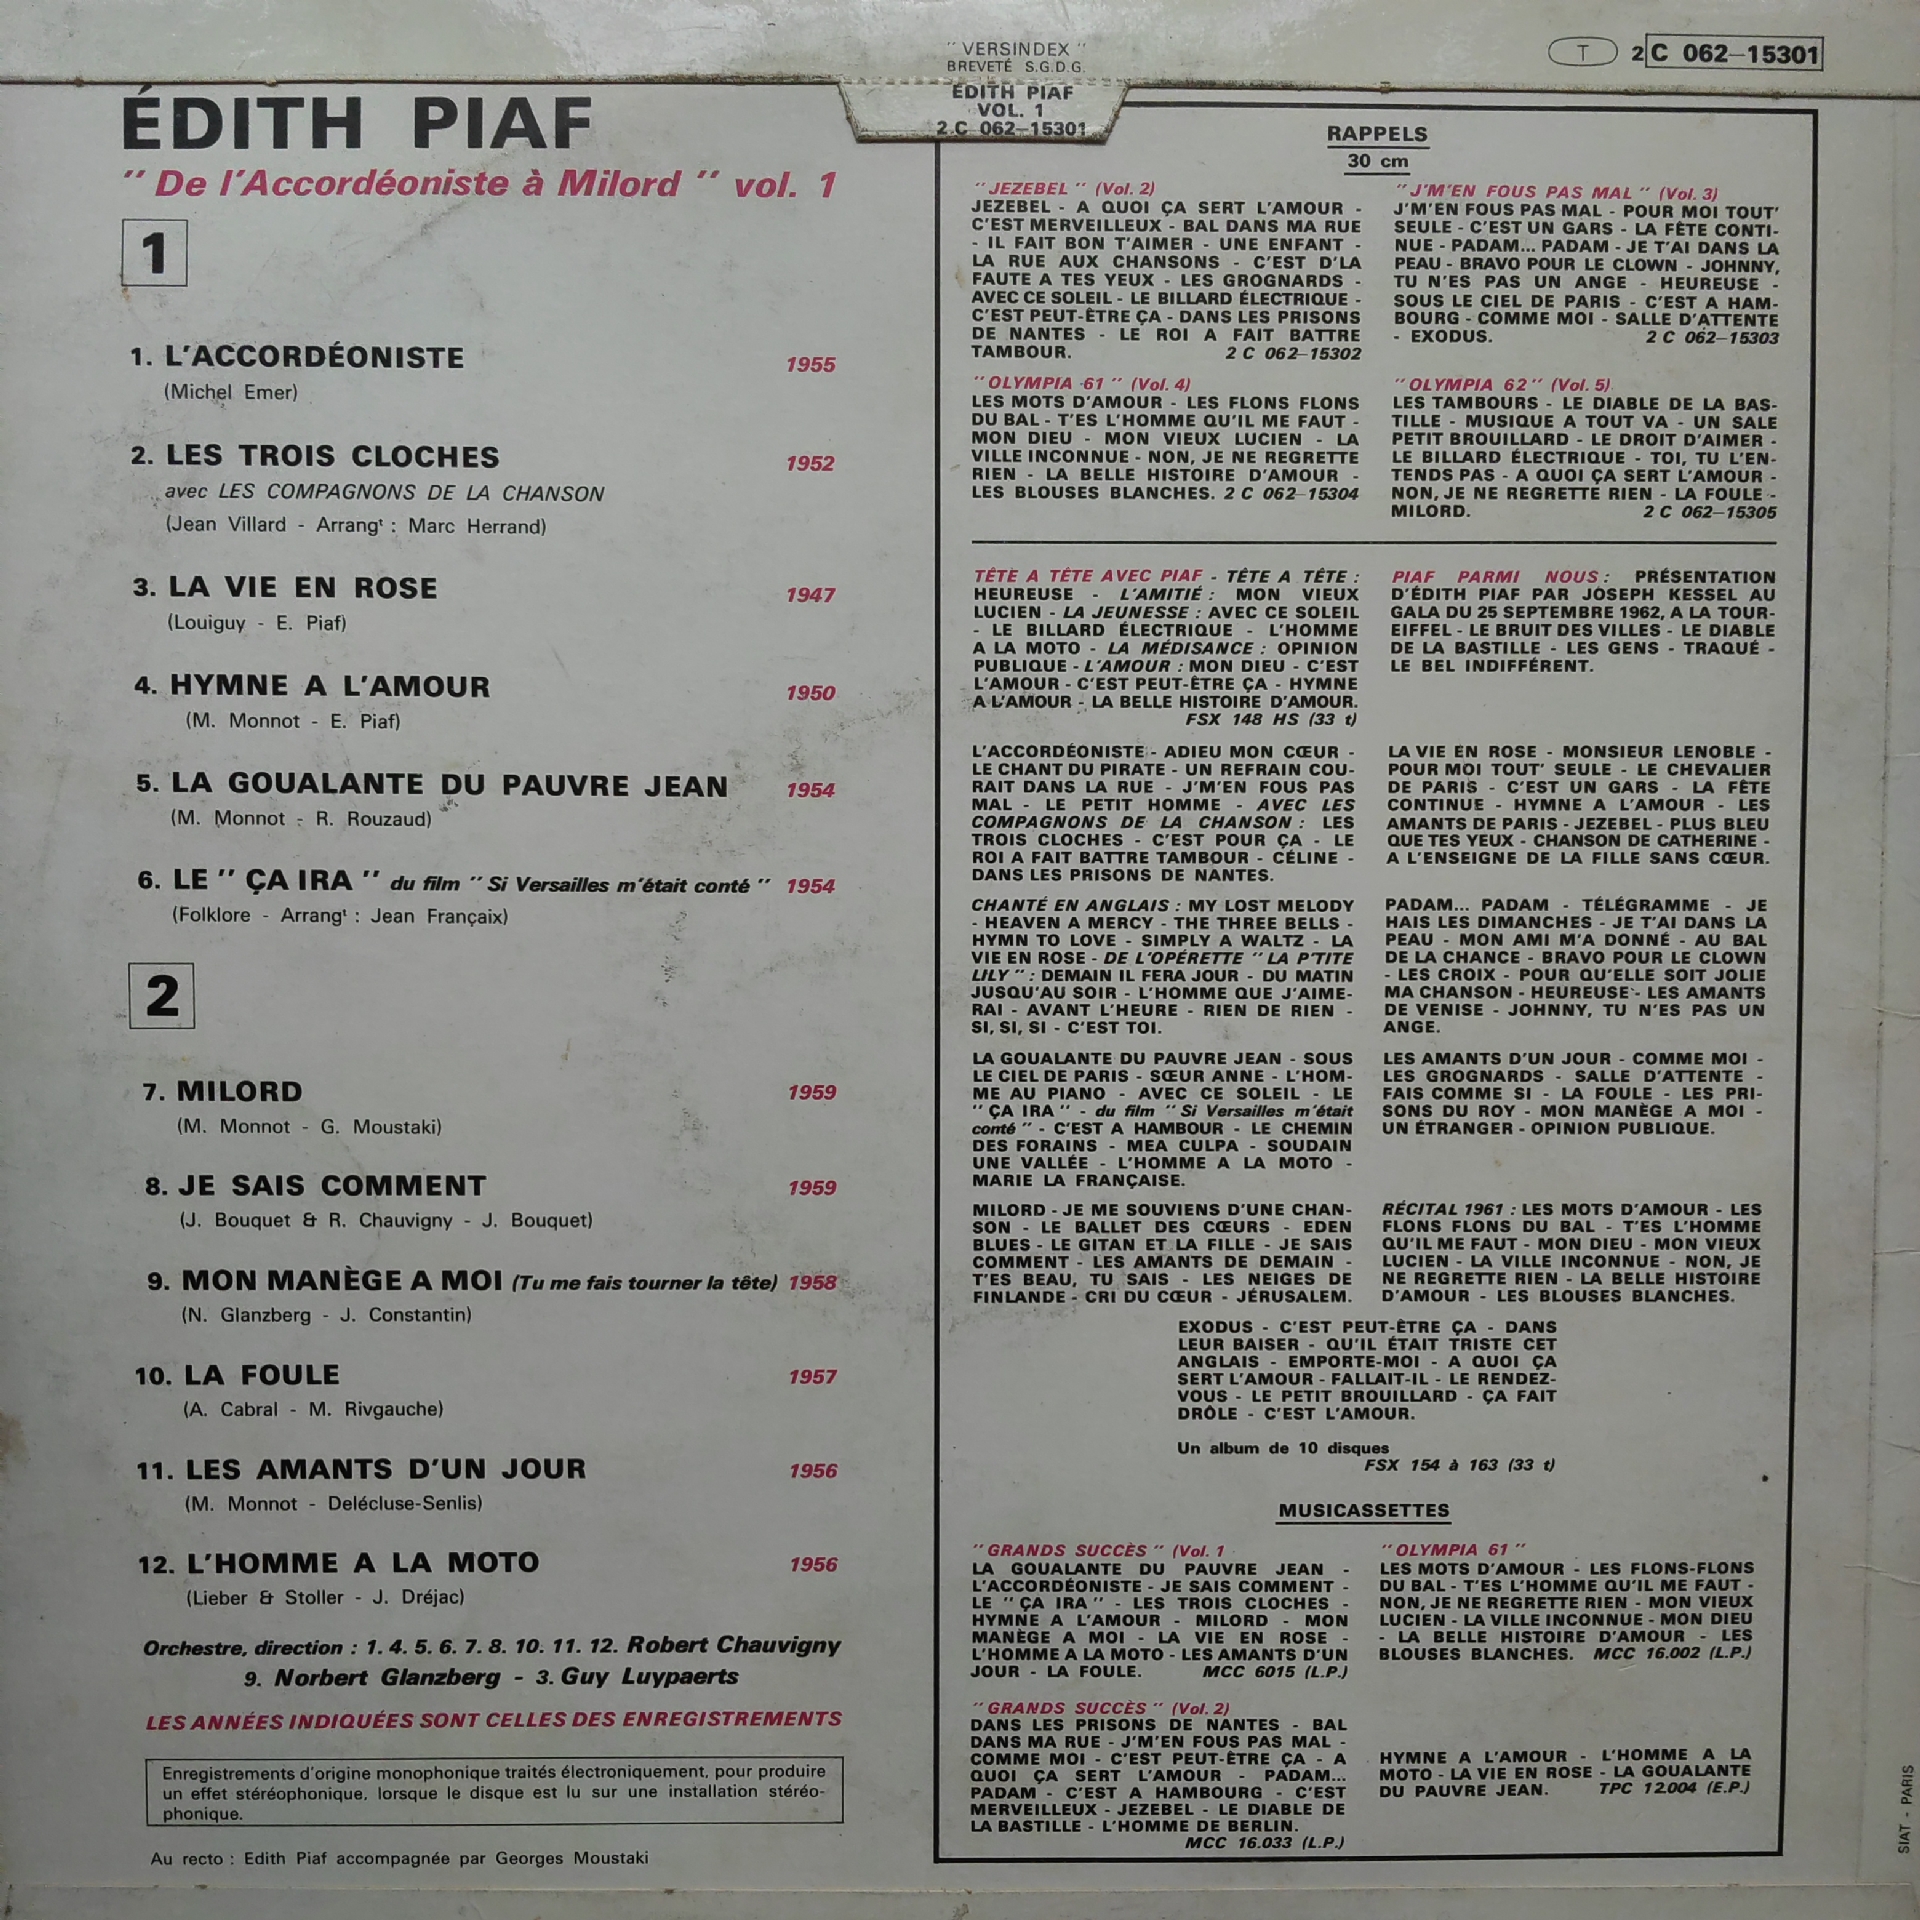 " VERSINDEX "
BREVETÉ S.G.D.G.
T 2 C 062-15301
ÉDITH PIAF
VOL. 1
2 C 062-15301
ÉDITH PIAF
" De l'Accordéoniste à Milord " vol. 1
1
1. L'ACCORDÉONISTE 1955
(Michel Emer)
2. LES TROIS CLOCHES 1952
avec LES COMPAGNONS DE LA CHANSON
(Jean Villard - Arrangt : Marc Herrand)
3. LA VIE EN ROSE 1947
(Louiguy - E. Piaf)
4. HYMNE A L'AMOUR 1950
(M. Monnot - E. Piaf)
5. LA GOUALANTE DU PAUVRE JEAN 1954
(M. Monnot - R. Rouzaud)
6. LE " ÇA IRA " du film " Si Versailles m'était conté " 1954
(Folklore - Arrangt : Jean Françaix)
2
7. MILORD 1959
(M. Monnot - G. Moustaki)
8. JE SAIS COMMENT 1959
(J. Bouquet & R. Chauvigny - J. Bouquet)
9. MON MANÈGE A MOI (Tu me fais tourner la tête) 1958
(N. Glanzberg - J. Constantin)
10. LA FOULE 1957
(A. Cabral - M. Rivgauche)
11. LES AMANTS D'UN JOUR 1956
(M. Monnot - Delécluse-Senlis)
12. L'HOMME A LA MOTO 1956
(Lieber & Stoller - J. Dréjac)
Orchestre, direction : 1. 4. 5. 6. 7. 8. 10. 11. 12. Robert Chauvigny
9. Norbert Glanzberg - 3. Guy Luypaerts
LES ANNÉES INDIQUÉES SONT CELLES DES ENREGISTREMENTS
Enregistrements d'origine monophonique traités électroniquement, pour produire
un effet stéréophonique, lorsque le disque est lu sur une installation stéréo-
phonique.
Au recto : Edith Piaf accompagnée par Georges Moustaki
RAPPELS
30 cm
" JEZEBEL " (Vol. 2)
JEZEBEL - A QUOI ÇA SERT L'AMOUR -
C'EST MERVEILLEUX - BAL DANS MA RUE
- IL FAIT BON T'AIMER - UNE ENFANT -
LA RUE AUX CHANSONS - C'EST D'LA
FAUTE A TES YEUX - LES GROGNARDS -
AVEC CE SOLEIL - LE BILLARD ÉLECTRIQUE -
C'EST PEUT-ÊTRE ÇA - DANS LES PRISONS
DE NANTES - LE ROI A FAIT BATTRE
TAMBOUR. 2 C 062-15302
" J'M'EN FOUS PAS MAL " (Vol. 3)
J'M'EN FOUS PAS MAL - POUR MOI TOUT'
SEULE - C'EST UN GARS - LA FÊTE CONTI-
NUE - PADAM... PADAM - JE T'AI DANS LA
PEAU - BRAVO POUR LE CLOWN - JOHNNY,
TU N'ES PAS UN ANGE - HEUREUSE -
SOUS LE CIEL DE PARIS - C'EST A HAM-
BOURG - COMME MOI - SALLE D'ATTENTE
- EXODUS. 2 C 062-15303
" OLYMPIA 61 " (Vol. 4)
LES MOTS D'AMOUR - LES FLONS FLONS
DU BAL - T'ES L'HOMME QU'IL ME FAUT -
MON DIEU - MON VIEUX LUCIEN - LA
VILLE INCONNUE - NON, JE NE REGRETTE
RIEN - LA BELLE HISTOIRE D'AMOUR -
LES BLOUSES BLANCHES. 2 C 062-15304
" OLYMPIA 62 " (Vol. 5)
LES TAMBOURS - LE DIABLE DE LA BAS-
TILLE - MUSIQUE A TOUT VA - UN SALE
PETIT BROUILLARD - LE DROIT D'AIMER -
LE BILLARD ÉLECTRIQUE - TOI, TU L'EN-
TENDS PAS - A QUOI ÇA SERT L'AMOUR -
NON, JE NE REGRETTE RIEN - LA FOULE -
MILORD. 2 C 062-15305
TÊTE A TÊTE AVEC PIAF - TÊTE A TÊTE :
HEUREUSE - L'AMITIÉ : MON VIEUX
LUCIEN - LA JEUNESSE : AVEC CE SOLEIL
- LE BILLARD ÉLECTRIQUE - L'HOMME
A LA MOTO - LA MÉDISANCE : OPINION
PUBLIQUE - L'AMOUR : MON DIEU - C'EST
L'AMOUR - C'EST PEUT-ÊTRE ÇA - HYMNE
A L'AMOUR - LA BELLE HISTOIRE D'AMOUR.
FSX 148 HS (33 t)
PIAF PARMI NOUS : PRÉSENTATION
D'ÉDITH PIAF PAR JOSEPH KESSEL AU
GALA DU 25 SEPTEMBRE 1962, A LA TOUR-
EIFFEL - LE BRUIT DES VILLES - LE DIABLE
DE LA BASTILLE - LES GENS - TRAQUÉ -
LE BEL INDIFFÉRENT.
L'ACCORDÉONISTE - ADIEU MON CŒUR -
LE CHANT DU PIRATE - UN REFRAIN COU-
RAIT DANS LA RUE - J'M'EN FOUS PAS
MAL - LE PETIT HOMME - AVEC LES
COMPAGNONS DE LA CHANSON : LES
TROIS CLOCHES - C'EST POUR ÇA - LE
ROI A FAIT BATTRE TAMBOUR - CÉLINE -
DANS LES PRISONS DE NANTES.
LA VIE EN ROSE - MONSIEUR LENOBLE -
POUR MOI TOUT' SEULE - LE CHEVALIER
DE PARIS - C'EST UN GARS - LA FÊTE
CONTINUE - HYMNE A L'AMOUR - LES
AMANTS DE PARIS - JEZEBEL - PLUS BLEU
QUE TES YEUX - CHANSON DE CATHERINE -
A L'ENSEIGNE DE LA FILLE SANS CŒUR.
CHANTÉ EN ANGLAIS : MY LOST MELODY
- HEAVEN A MERCY - THE THREE BELLS -
HYMN TO LOVE - SIMPLY A WALTZ - LA
VIE EN ROSE - DE L'OPÉRETTE " LA P'TITE
LILY " : DEMAIN IL FERA JOUR - DU MATIN
JUSQU'AU SOIR - L'HOMME QUE J'AIME-
RAI - AVANT L'HEURE - RIEN DE RIEN -
SI, SI, SI - C'EST TOI.
PADAM... PADAM - TÉLÉGRAMME - JE
HAIS LES DIMANCHES - JE T'AI DANS LA
PEAU - MON AMI M'A DONNÉ - AU BAL
DE LA CHANCE - BRAVO POUR LE CLOWN
- LES CROIX - POUR QU'ELLE SOIT JOLIE
MA CHANSON - HEUREUSE - LES AMANTS
DE VENISE - JOHNNY, TU N'ES PAS UN
ANGE.
LA GOUALANTE DU PAUVRE JEAN - SOUS
LE CIEL DE PARIS - SŒUR ANNE - L'HOM-
ME AU PIANO - AVEC CE SOLEIL - LE
" ÇA IRA " - du film " Si Versailles m'était
conté " - C'EST A HAMBOUR - LE CHEMIN
DES FORAINS - MEA CULPA - SOUDAIN
UNE VALLÉE - L'HOMME A LA MOTO -
MARIE LA FRANÇAISE.
LES AMANTS D'UN JOUR - COMME MOI -
LES GROGNARDS - SALLE D'ATTENTE -
FAIS COMME SI - LA FOULE - LES PRI-
SONS DU ROY - MON MANÈGE A MOI -
UN ÉTRANGER - OPINION PUBLIQUE.
MILORD - JE ME SOUVIENS D'UNE CHAN-
SON - LE BALLET DES CŒURS - EDEN
BLUES - LE GITAN ET LA FILLE - JE SAIS
COMMENT - LES AMANTS DE DEMAIN -
T'ES BEAU, TU SAIS - LES NEIGES DE
FINLANDE - CRI DU CŒUR - JÉRUSALEM.
RÉCITAL 1961 : LES MOTS D'AMOUR - LES
FLONS FLONS DU BAL - T'ES L'HOMME
QU'IL ME FAUT - MON DIEU - MON VIEUX
LUCIEN - LA VILLE INCONNUE - NON, JE
NE REGRETTE RIEN - LA BELLE HISTOIRE
D'AMOUR - LES BLOUSES BLANCHES.
EXODUS - C'EST PEUT-ÊTRE ÇA - DANS
LEUR BAISER - QU'IL ÉTAIT TRISTE CET
ANGLAIS - EMPORTE-MOI - A QUOI ÇA
SERT L'AMOUR - FALLAIT-IL - LE RENDEZ-
VOUS - LE PETIT BROUILLARD - ÇA FAIT
DRÔLE - C'EST L'AMOUR.
Un album de 10 disques
FSX 154 à 163 (33 t)
MUSICASSETTES
" GRANDS SUCCÈS " (Vol. 1
LA GOUALANTE DU PAUVRE JEAN -
L'ACCORDÉONISTE - JE SAIS COMMENT -
LE " ÇA IRA " - LES TROIS CLOCHES -
HYMNE A L'AMOUR - MILORD - MON
MANÈGE A MOI - LA VIE EN ROSE -
L'HOMME A LA MOTO - LES AMANTS D'UN
JOUR - LA FOULE. MCC 6015 (L.P.)
" OLYMPIA 61 "
LES MOTS D'AMOUR - LES FLONS-FLONS
DU BAL - T'ES L'HOMME QU'IL ME FAUT -
NON, JE NE REGRETTE RIEN - MON VIEUX
LUCIEN - LA VILLE INCONNUE - MON DIEU
- LA BELLE HISTOIRE D'AMOUR - LES
BLOUSES BLANCHES. MCC 16.002 (L.P.)
" GRANDS SUCCÈS " (Vol. 2)
DANS LES PRISONS DE NANTES - BAL
DANS MA RUE - J'M'EN FOUS PAS MAL -
COMME MOI - C'EST PEUT-ÊTRE ÇA - A
QUOI ÇA SERT L'AMOUR - PADAM...
PADAM - C'EST A HAMBOURG - C'EST
MERVEILLEUX - JEZEBEL - LE DIABLE DE
LA BASTILLE - L'HOMME DE BERLIN.
MCC 16.033 (L.P.)
HYMNE A L'AMOUR - L'HOMME A LA
MOTO - LA VIE EN ROSE - LA GOUALANTE
DU PAUVRE JEAN. TPC 12.004 (E.P.)
SIAT - PARIS